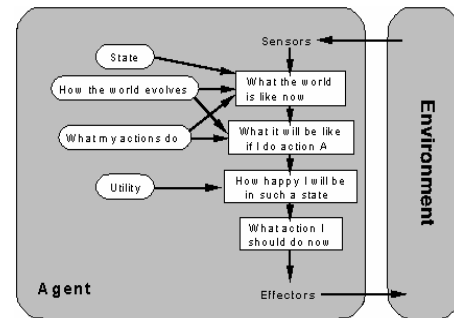 Sensors
State
What the world
is like now
How the world evolves
What it will be like
if I do action A
What my actions do
How happy I will be
in such a state
Utility
What action I
should do now
Agent
Effectors
Environment